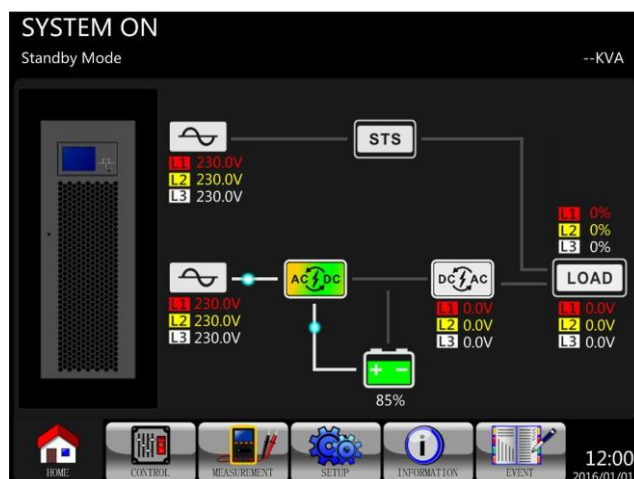 SYSTEM ON
Standby Mode
--KVA
STS
L1 230.0V
L2 230.0V
L3 230.0V
L1 0%
L2 0%
L3 0%
AC DC
DC AC
LOAD
L1 230.0V
L2 230.0V
L3 230.0V
L1 0.0V
L2 0.0V
L3 0.0V
L1 0.0V
L2 0.0V
L3 0.0V
+ −
85%
HOME
CONTROL
MEASUREMENT
SETUP
INFORMATION
EVENT
12:00
2016/01/01